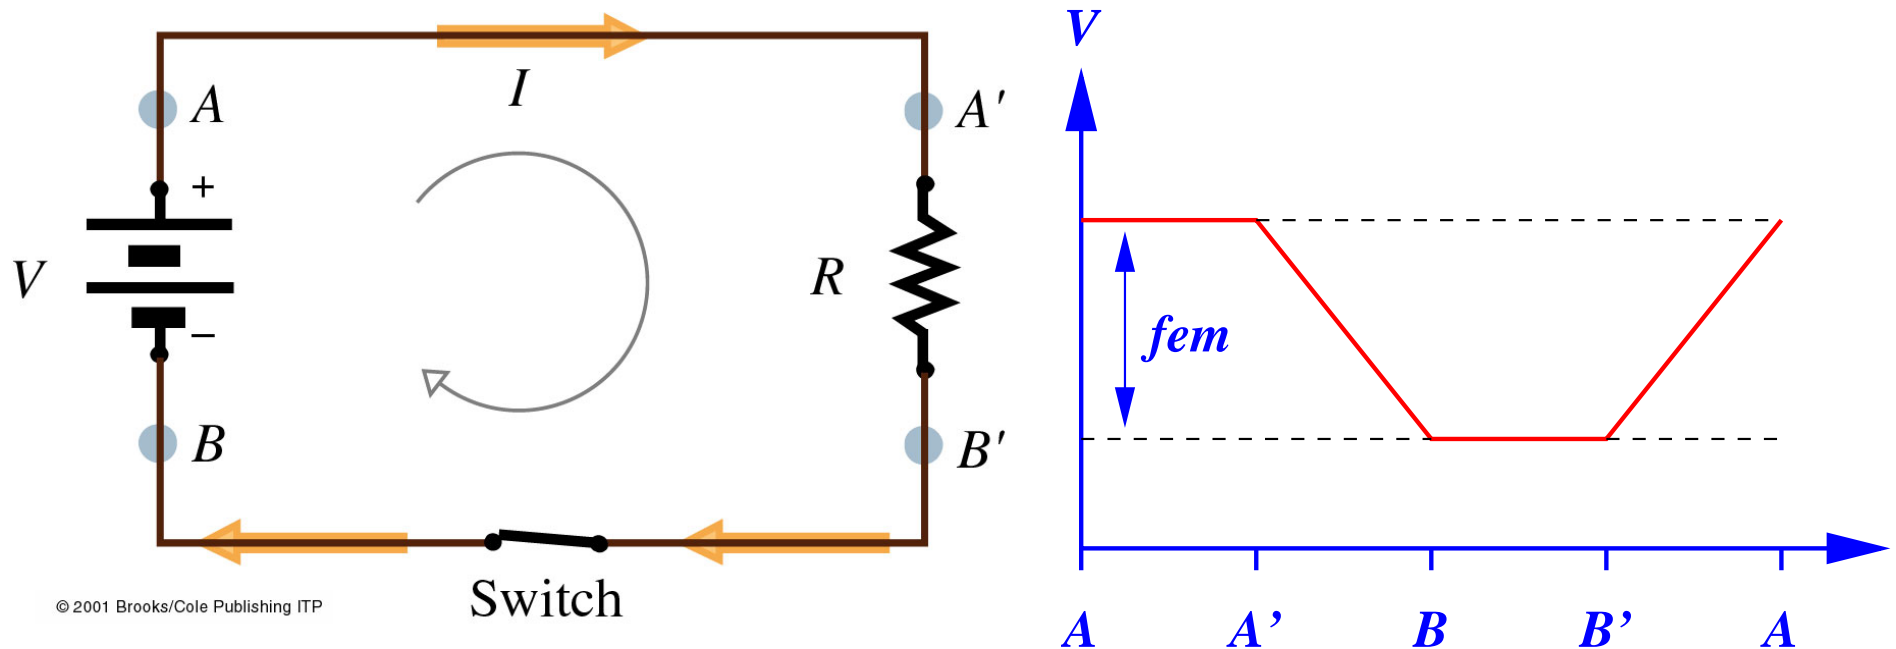 I
A
A'
+
V
R
−
B
B'
Switch
© 2001 Brooks/Cole Publishing ITP
V
fem
A A’ B B’ A